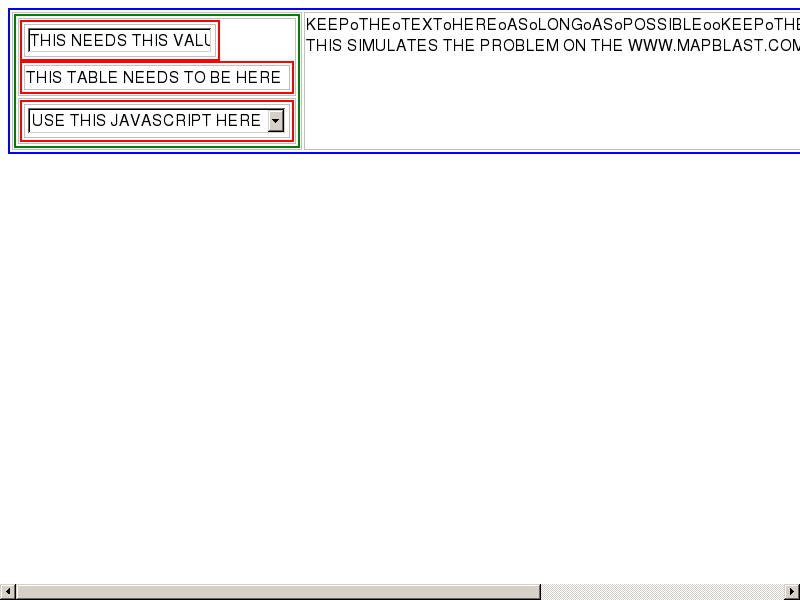 THIS NEEDS THIS VALU
THIS TABLE NEEDS TO BE HERE
USE THIS JAVASCRIPT HERE
KEEPoTHEoTEXToHEREoASoLONGoASoPOSSIBLEooKEEPoTHE
THIS SIMULATES THE PROBLEM ON THE WWW.MAPBLAST.COM